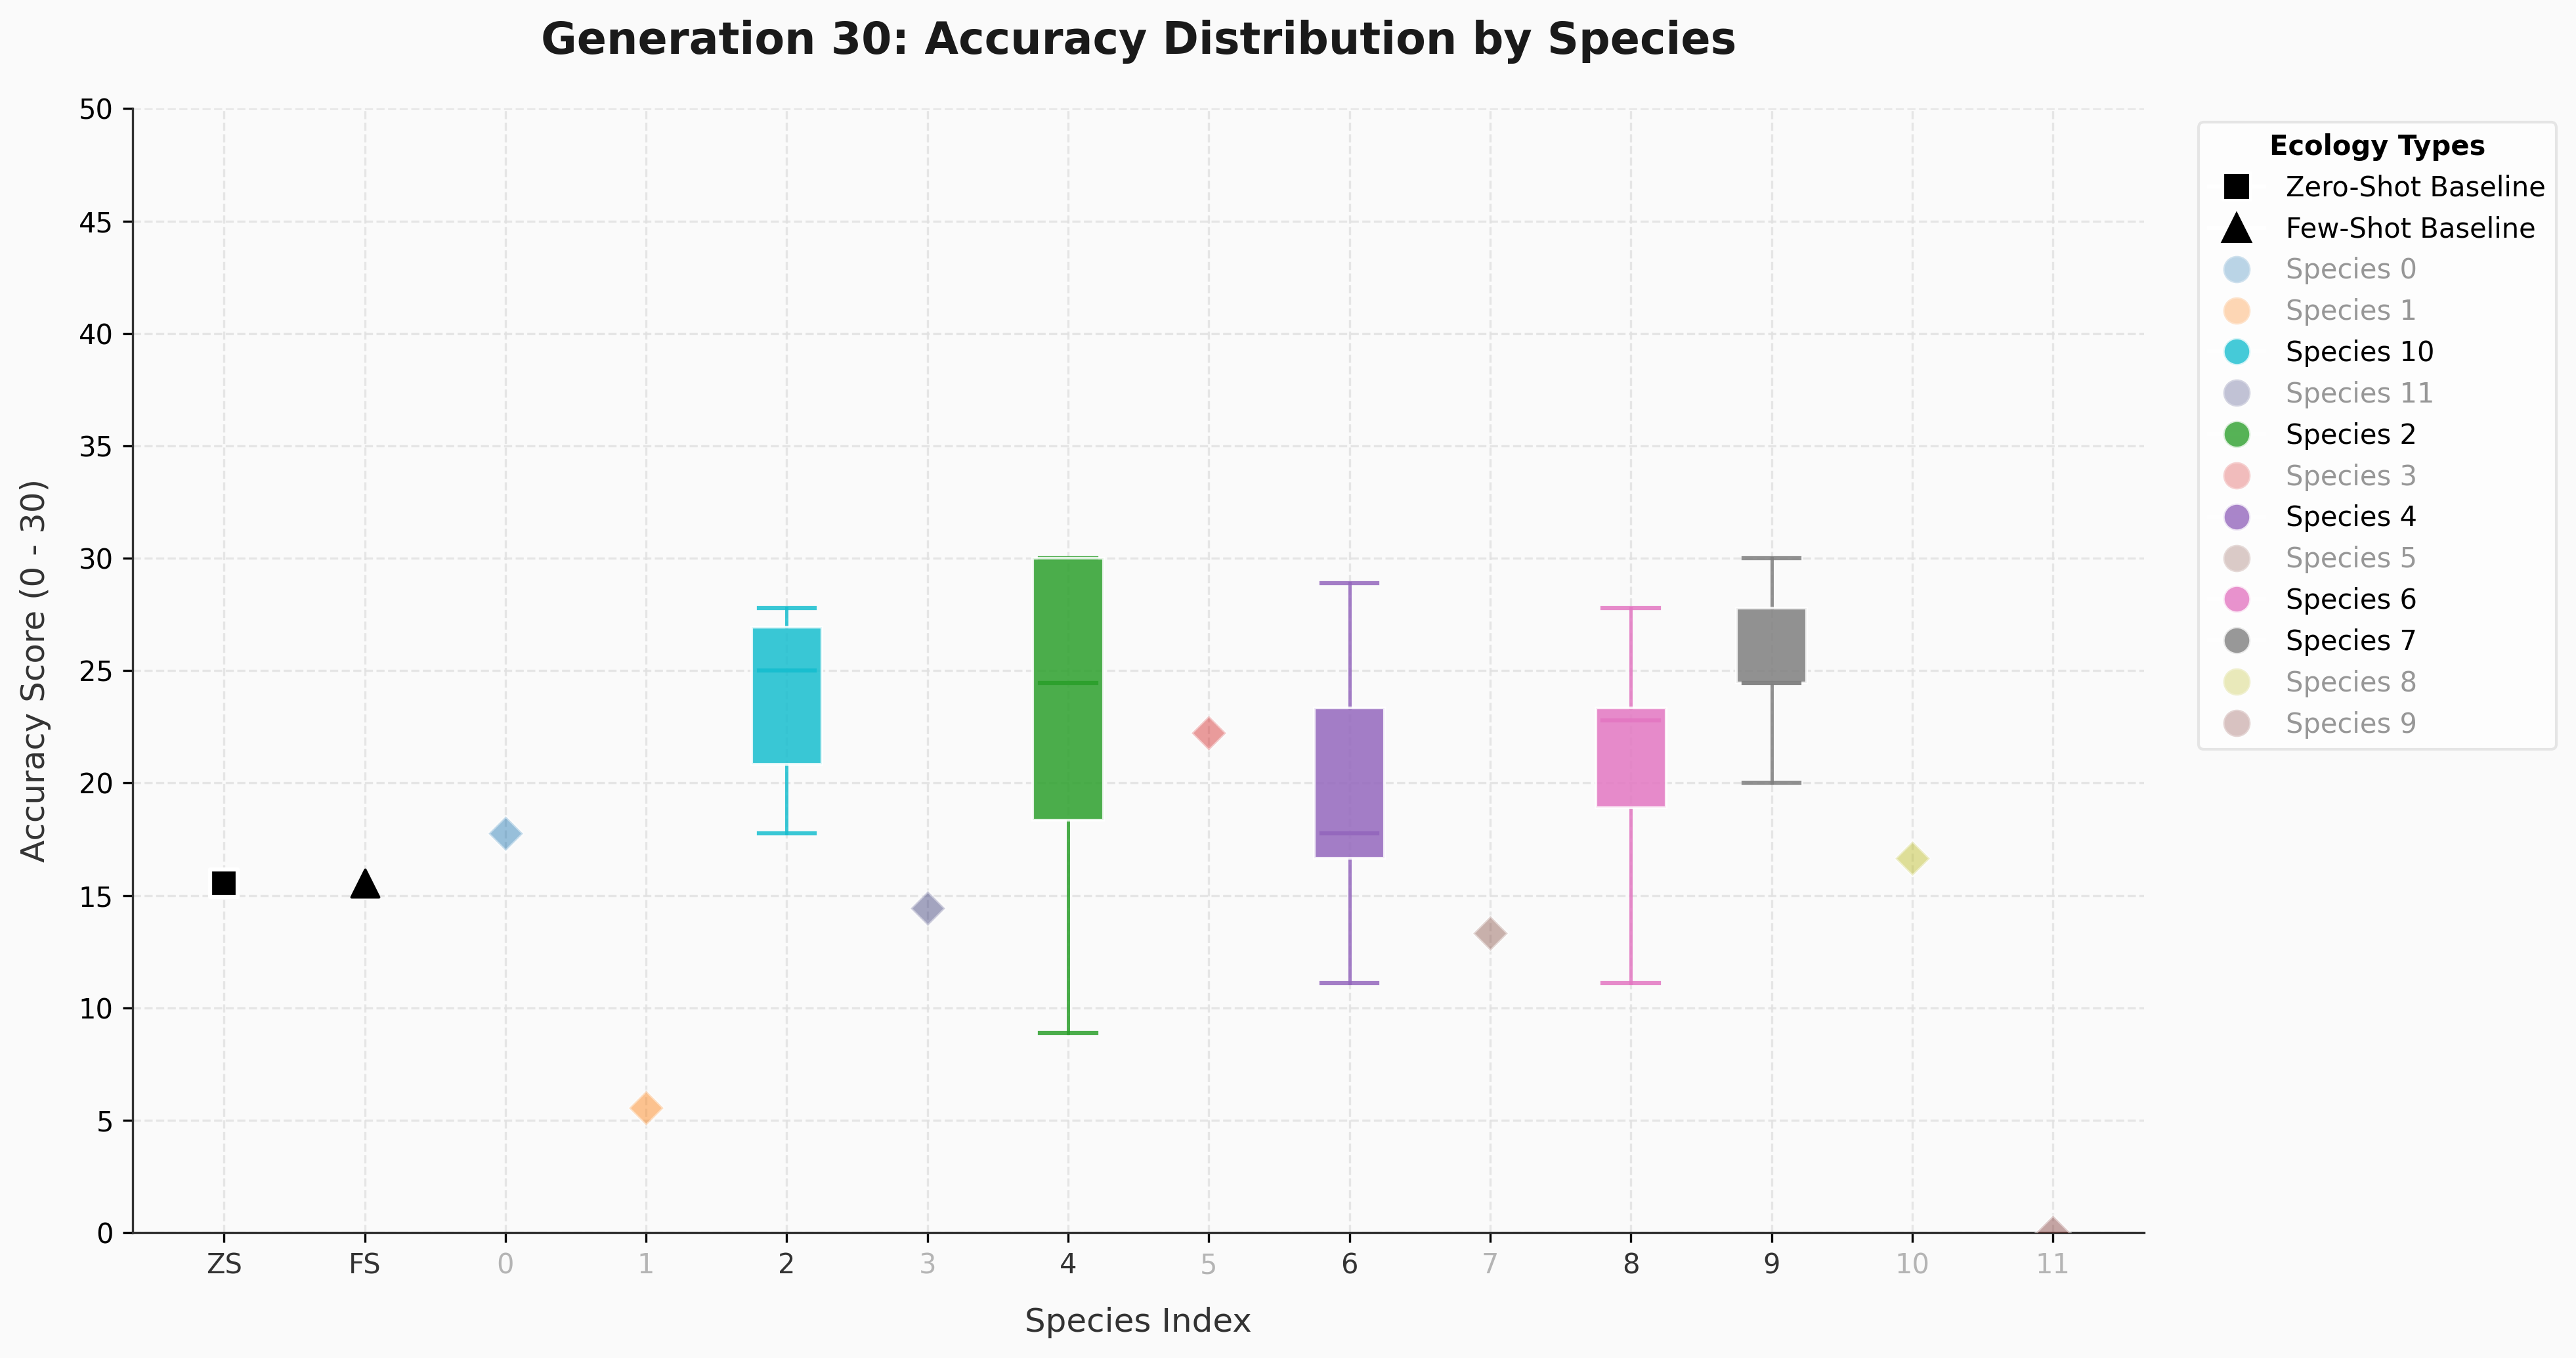 Generation 30: Accuracy Distribution by Species
50
45
40
35
30
25
20
15
10
5
0
Accuracy Score (0 - 30)
ZS FS 0 1 2 3 4 5 6 7 8 9 10 11
Species Index
Ecology Types
Zero-Shot Baseline
Few-Shot Baseline
Species 0
Species 1
Species 10
Species 11
Species 2
Species 3
Species 4
Species 5
Species 6
Species 7
Species 8
Species 9